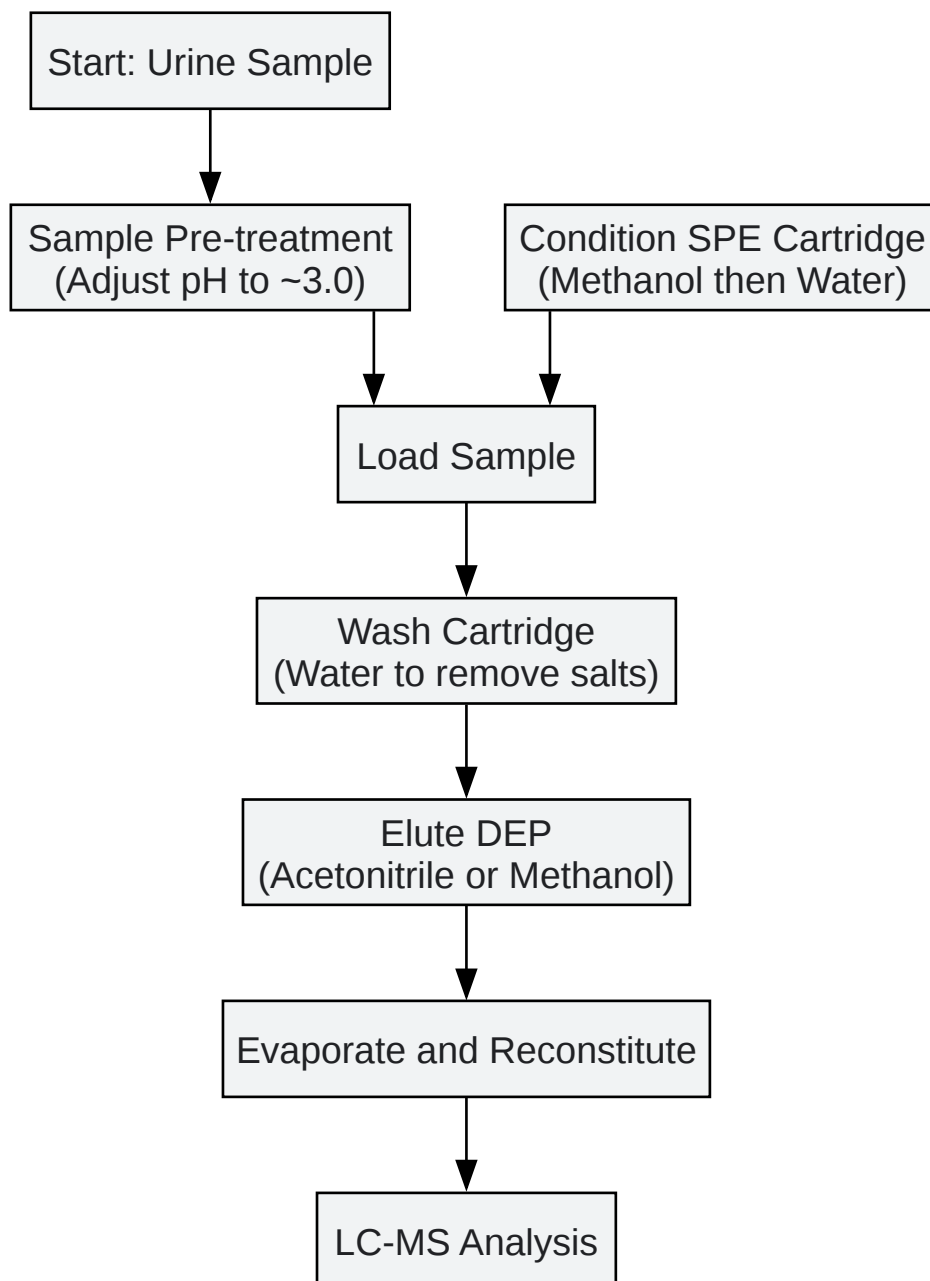 Start: Urine Sample
Sample Pre-treatment
(Adjust pH to ~3.0)
Condition SPE Cartridge
(Methanol then Water)
Load Sample
Wash Cartridge
(Water to remove salts)
Elute DEP
(Acetonitrile or Methanol)
Evaporate and Reconstitute
LC-MS Analysis